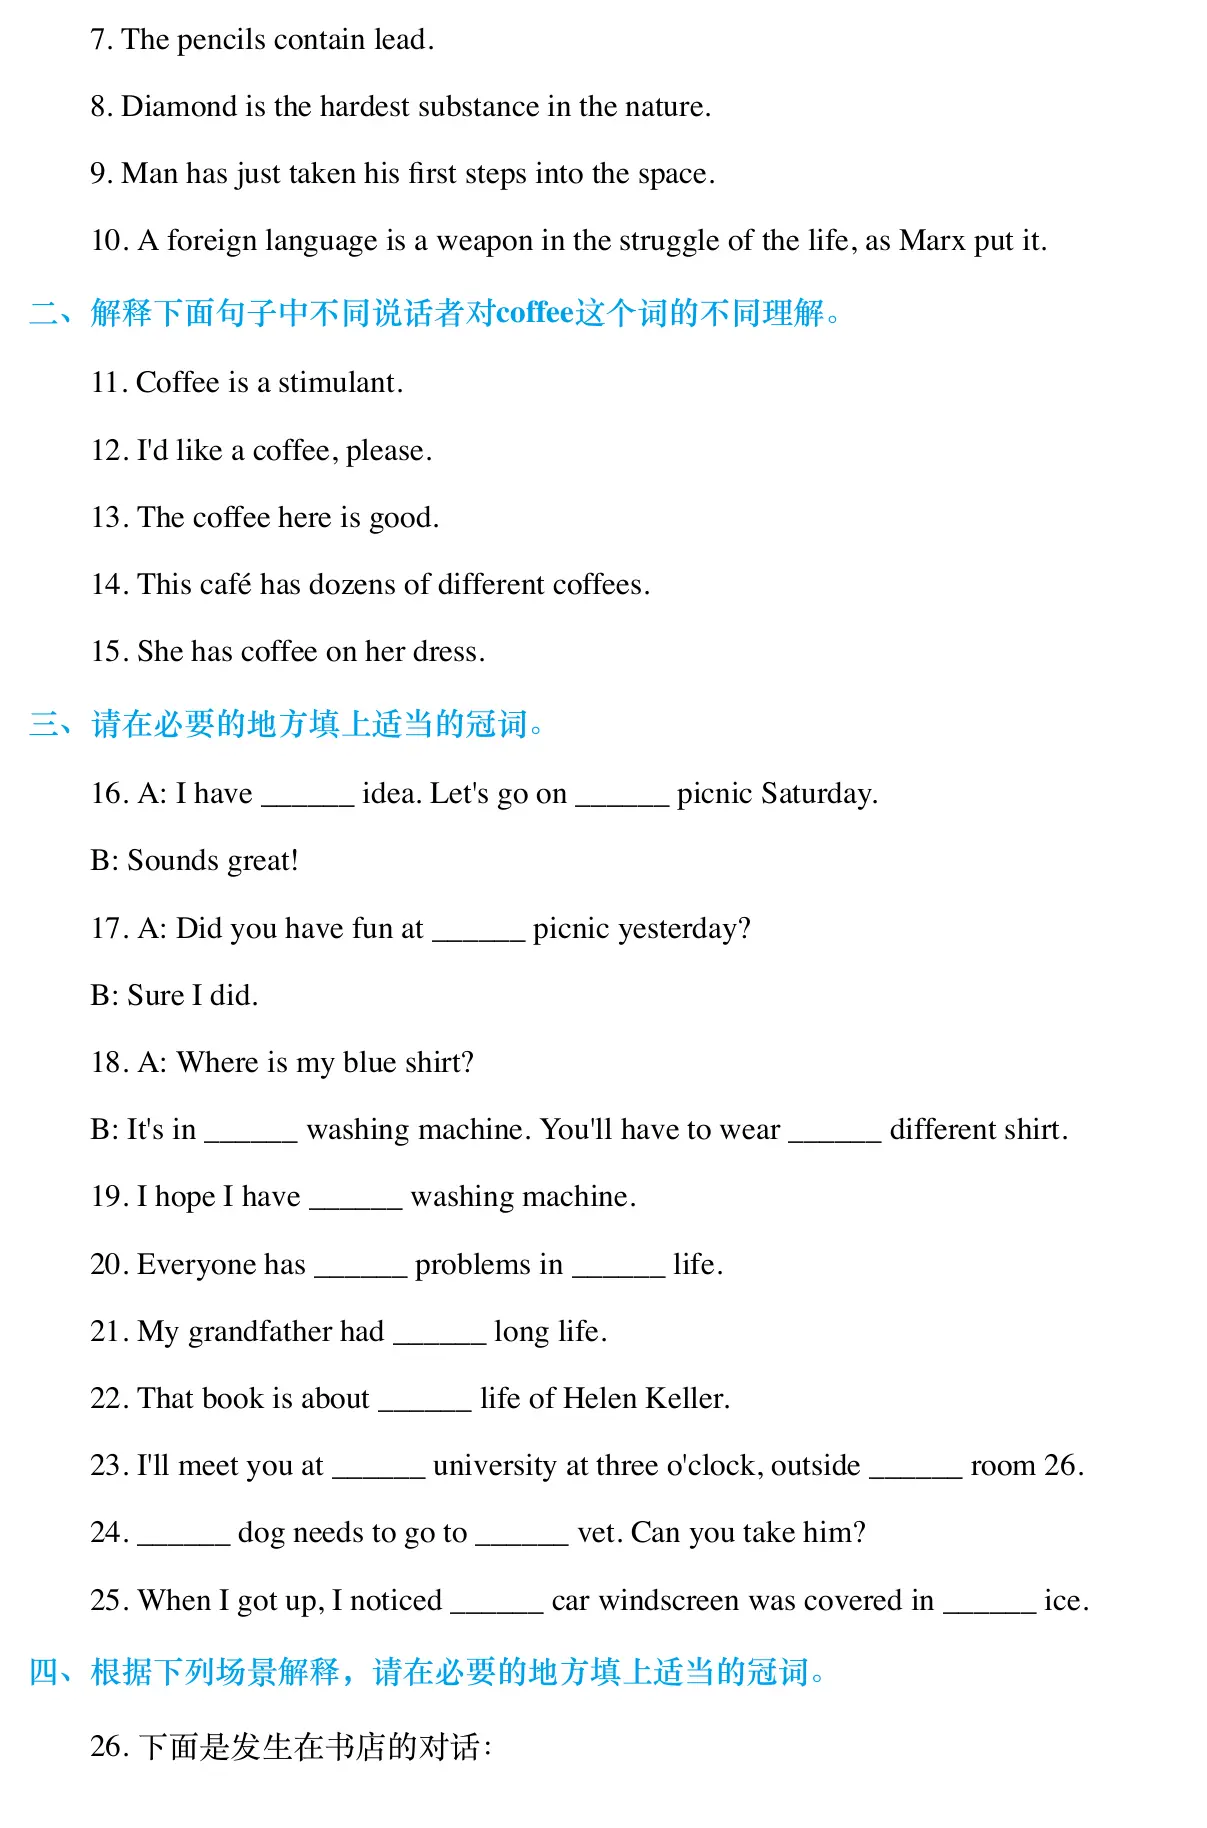 7. The pencils contain lead.
8. Diamond is the hardest substance in the nature.
9. Man has just taken his first steps into the space.
10. A foreign language is a weapon in the struggle of the life, as Marx put it.
二、解释下面句子中不同说话者对coffee这个词的不同理解。
11. Coffee is a stimulant.
12. I'd like a coffee, please.
13. The coffee here is good.
14. This café has dozens of different coffees.
15. She has coffee on her dress.
三、请在必要的地方填上适当的冠词。
16. A: I have ______ idea. Let's go on ______ picnic Saturday.
B: Sounds great!
17. A: Did you have fun at ______ picnic yesterday?
B: Sure I did.
18. A: Where is my blue shirt?
B: It's in ______ washing machine. You'll have to wear ______ different shirt.
19. I hope I have ______ washing machine.
20. Everyone has ______ problems in ______ life.
21. My grandfather had ______ long life.
22. That book is about ______ life of Helen Keller.
23. I'll meet you at ______ university at three o'clock, outside ______ room 26.
24. ______ dog needs to go to ______ vet. Can you take him?
25. When I got up, I noticed ______ car windscreen was covered in ______ ice.
四、根据下列场景解释，请在必要的地方填上适当的冠词。
26. 下面是发生在书店的对话：